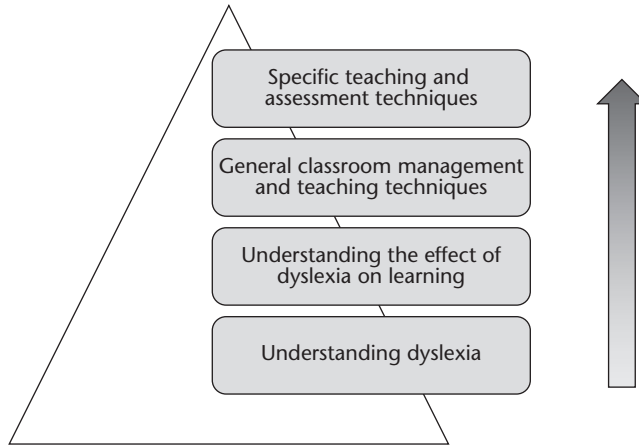 Specific teaching and
assessment techniques
General classroom management
and teaching techniques
Understanding the effect of
dyslexia on learning
Understanding dyslexia